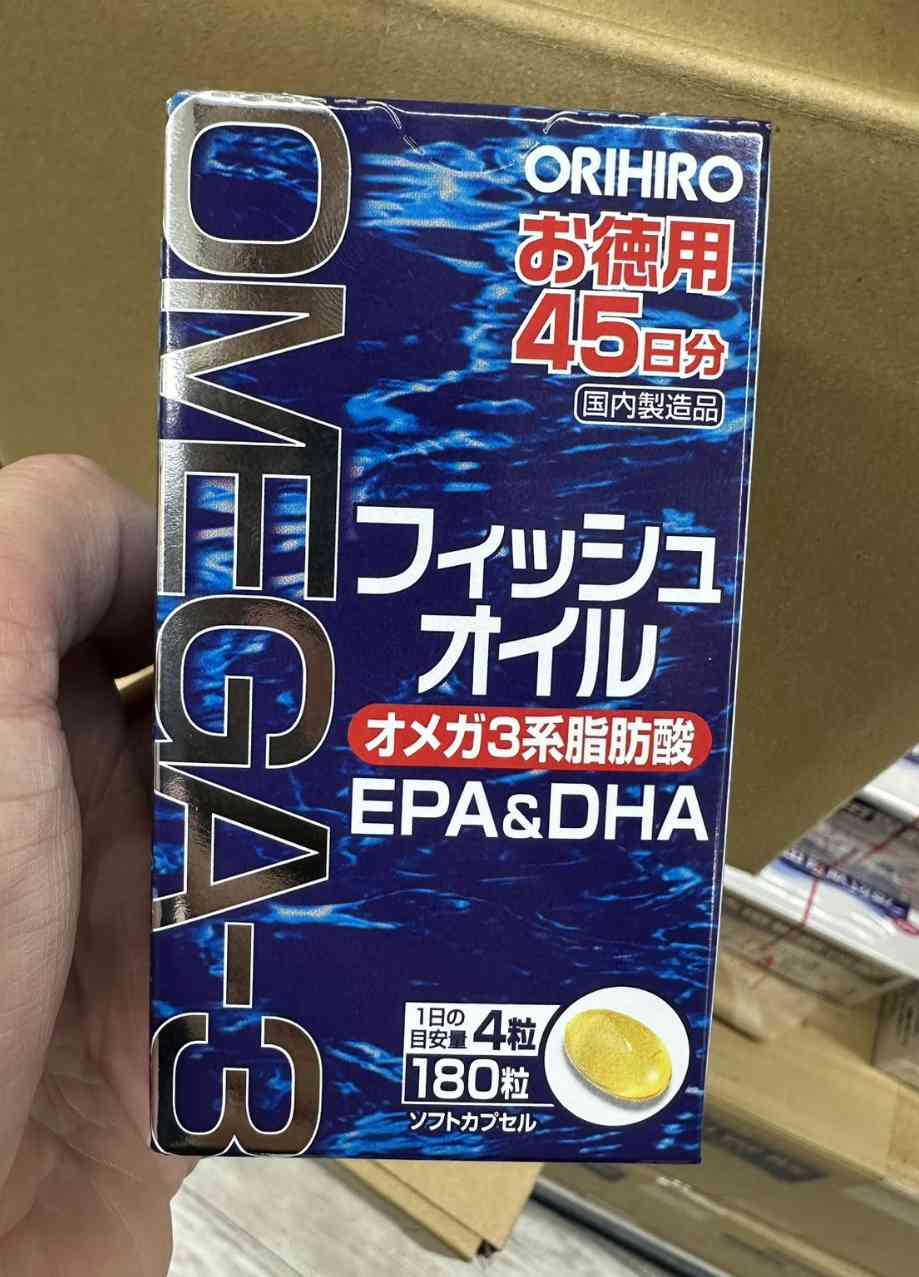 OMEGA-3
ORIHIRO
お徳用
45日分
国内製造品
フィッシュ
オイル
オメガ3系脂肪酸
EPA&DHA
1日の
目安量 4粒
180粒
ソフトカプセル